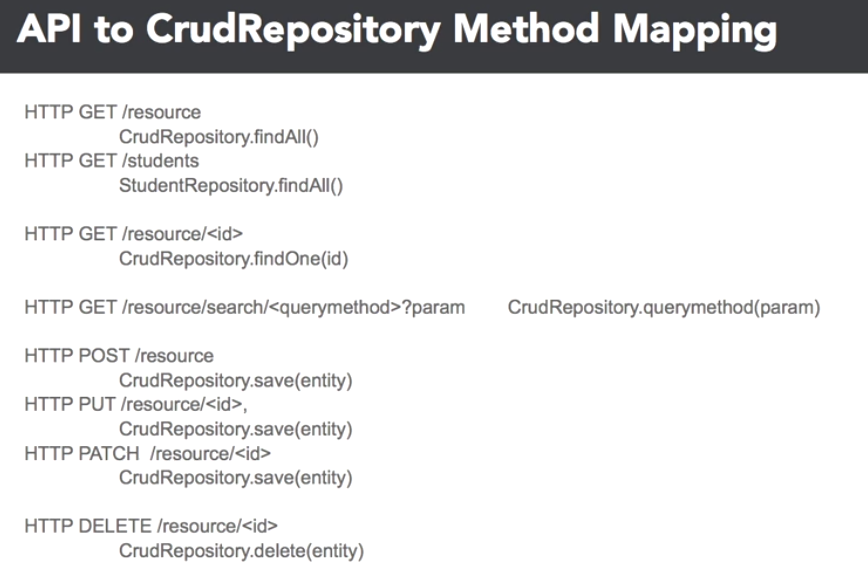 API to CrudRepository Method Mapping
HTTP GET /resource
CrudRepository.findAll()
HTTP GET /students
StudentRepository.findAll()
HTTP GET /resource/<id>
CrudRepository.findOne(id)
HTTP GET /resource/search/<querymethod>?param CrudRepository.querymethod(param)
HTTP POST /resource
CrudRepository.save(entity)
HTTP PUT /resource/<id>,
CrudRepository.save(entity)
HTTP PATCH /resource/<id>
CrudRepository.save(entity)
HTTP DELETE /resource/<id>
CrudRepository.delete(entity)